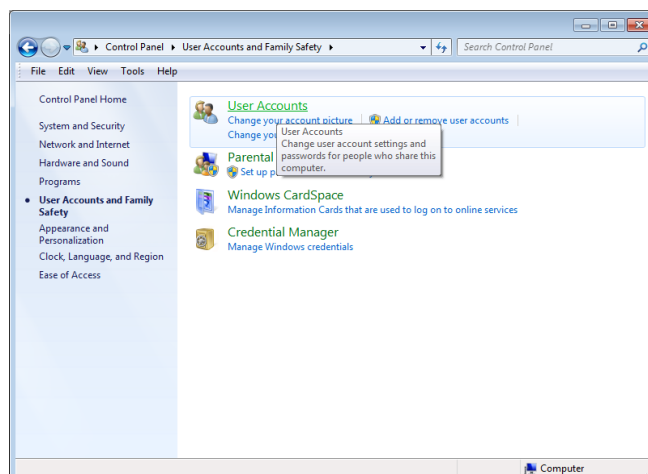 Control Panel
User Accounts and Family Safety
Search Control Panel
File Edit View Tools Help
Control Panel Home
System and Security
Network and Internet
Hardware and Sound
Programs
User Accounts and Family
Safety
Appearance and
Personalization
Clock, Language, and Region
Ease of Access
User Accounts
Change your account picture
Add or remove user accounts
Change
User Accounts
Change user account settings and
passwords for people who share this
computer.
Parental
Set up
Windows CardSpace
Manage Information Cards that are used to log on to online services
Credential Manager
Manage Windows credentials
Computer